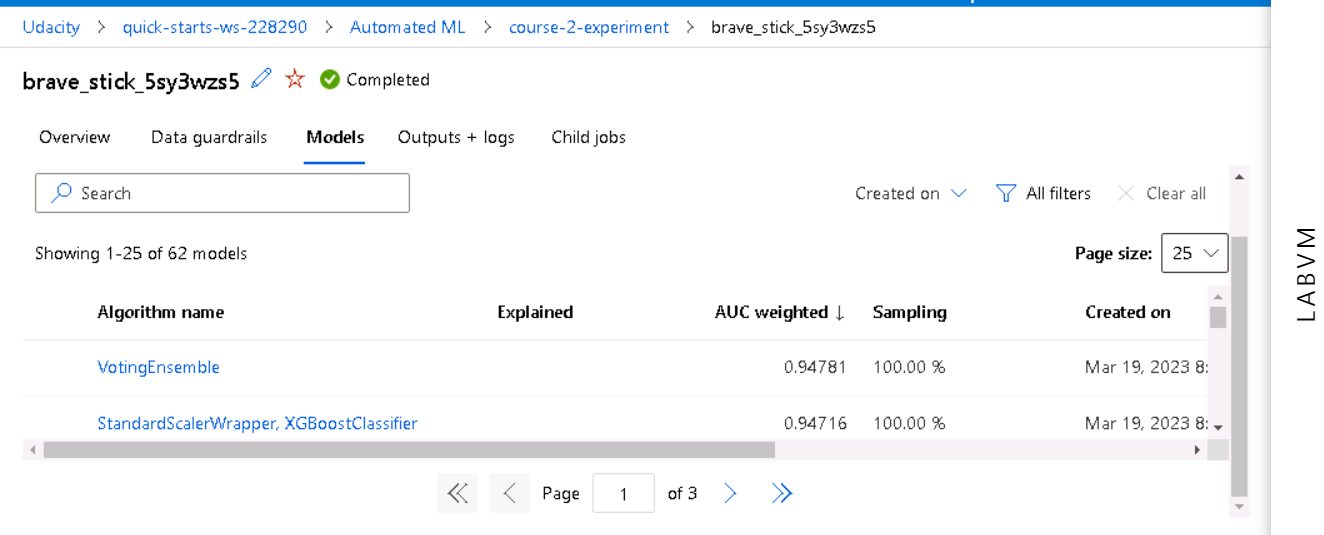 Udacity > quick-starts-ws-228290 > Automated ML > course-2-experiment > brave_stick_5sy3wzs5
brave_stick_5sy3wzs5 Completed
Overview Data guardrails Models Outputs + logs Child jobs
Search Created on All filters Clear all
Showing 1-25 of 62 models Page size: 25
Algorithm name Explained AUC weighted ↓ Sampling Created on
VotingEnsemble 0.94781 100.00 % Mar 19, 2023 8:
StandardScalerWrapper, XGBoostClassifier 0.94716 100.00 % Mar 19, 2023 8:
Page 1 of 3
LABVM